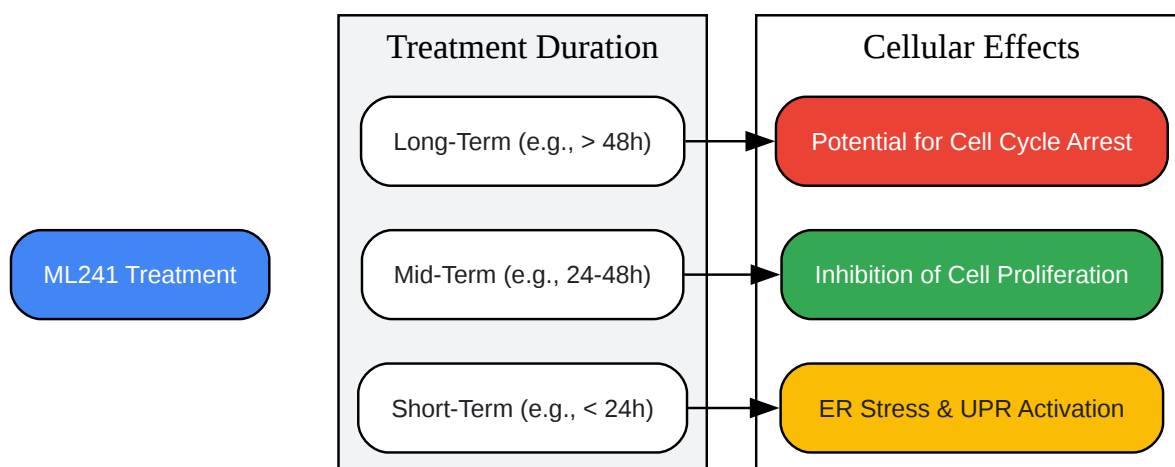 Treatment Duration
Cellular Effects
Long-Term (e.g., > 48h)
Potential for Cell Cycle Arrest
ML241 Treatment
Mid-Term (e.g., 24-48h)
Inhibition of Cell Proliferation
Short-Term (e.g., < 24h)
ER Stress & UPR Activation